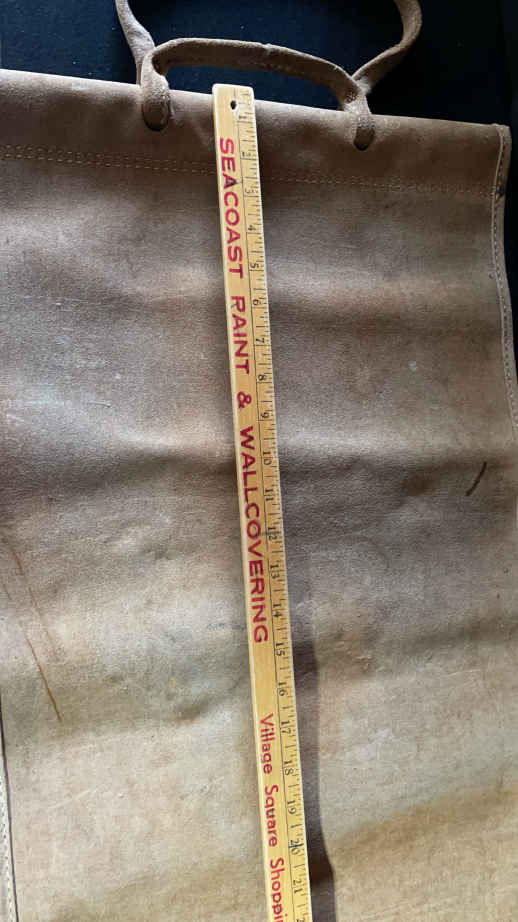 SEACOAST PAINT & WALLCOVERING
Village Square Shoppi
1 2 3 4 5 6 7 8 9 10 11 12 13 14 15 16 17 18 19 20 21